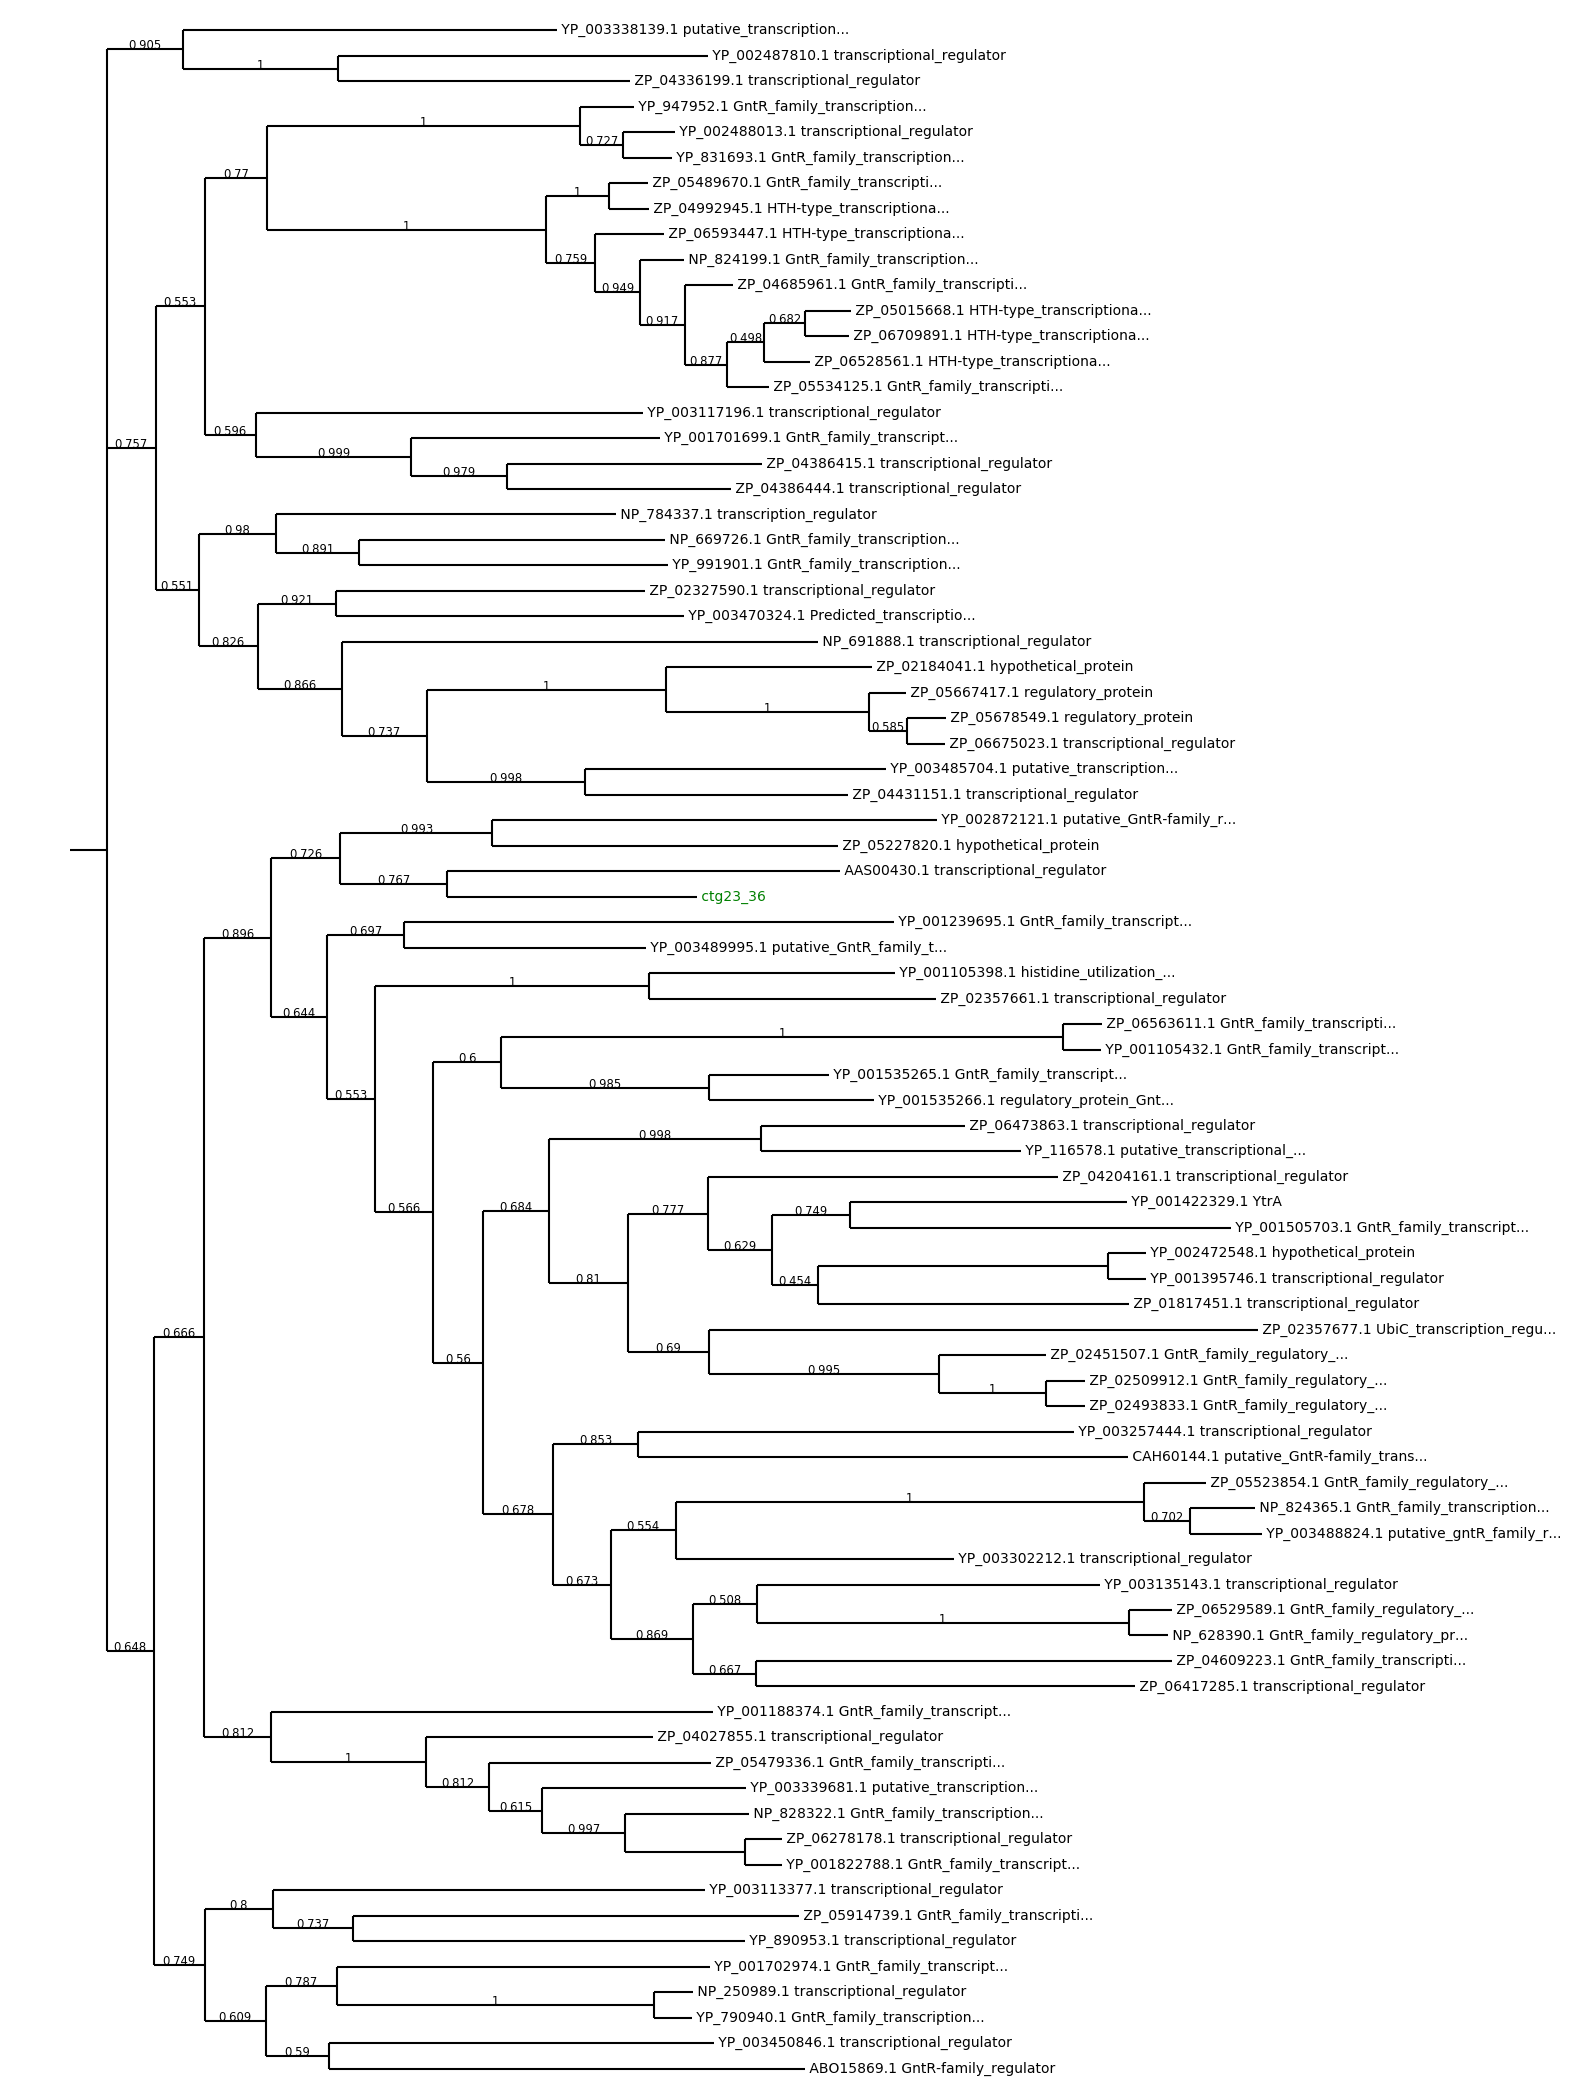 YP_003338139.1 putative_transcription...
0.905
YP_002487810.1 transcriptional_regulator
1
ZP_04336199.1 transcriptional_regulator
YP_947952.1 GntR_family_transcription...
1
YP_002488013.1 transcriptional_regulator
0.727
YP_831693.1 GntR_family_transcription...
0.77
ZP_05489670.1 GntR_family_transcripti...
1
ZP_04992945.1 HTH-type_transcriptiona...
1
ZP_06593447.1 HTH-type_transcriptiona...
0.759
NP_824199.1 GntR_family_transcription...
0.949
ZP_04685961.1 GntR_family_transcripti...
0.553
ZP_05015668.1 HTH-type_transcriptiona...
0.682
0.917
ZP_06709891.1 HTH-type_transcriptiona...
0.498
ZP_06528561.1 HTH-type_transcriptiona...
0.877
ZP_05534125.1 GntR_family_transcripti...
YP_003117196.1 transcriptional_regulator
0.596
YP_001701699.1 GntR_family_transcript...
0.757
0.999
ZP_04386415.1 transcriptional_regulator
0.979
ZP_04386444.1 transcriptional_regulator
NP_784337.1 transcription_regulator
0.98
NP_669726.1 GntR_family_transcription...
0.891
YP_991901.1 GntR_family_transcription...
0.551
ZP_02327590.1 transcriptional_regulator
0.921
YP_003470324.1 Predicted_transcriptio...
0.826
NP_691888.1 transcriptional_regulator
ZP_02184041.1 hypothetical_protein
0.866
1
ZP_05667417.1 regulatory_protein
1
ZP_05678549.1 regulatory_protein
0.585
0.737
ZP_06675023.1 transcriptional_regulator
YP_003485704.1 putative_transcription...
0.998
ZP_04431151.1 transcriptional_regulator
YP_002872121.1 putative_GntR-family_r...
0.993
ZP_05227820.1 hypothetical_protein
0.726
AAS00430.1 transcriptional_regulator
0.767
ctg23_36
YP_001239695.1 GntR_family_transcript...
0.697
0.896
YP_003489995.1 putative_GntR_family_t...
YP_001105398.1 histidine_utilization_...
1
ZP_02357661.1 transcriptional_regulator
0.644
ZP_06563611.1 GntR_family_transcripti...
1
YP_001105432.1 GntR_family_transcript...
0.6
YP_001535265.1 GntR_family_transcript...
0.985
0.553
YP_001535266.1 regulatory_protein_Gnt...
ZP_06473863.1 transcriptional_regulator
0.998
YP_116578.1 putative_transcriptional_...
ZP_04204161.1 transcriptional_regulator
YP_001422329.1 YtrA
0.566
0.684
0.777
0.749
YP_001505703.1 GntR_family_transcript...
0.629
YP_002472548.1 hypothetical_protein
YP_001395746.1 transcriptional_regulator
0.81
0.454
ZP_01817451.1 transcriptional_regulator
0.666
ZP_02357677.1 UbiC_transcription_regu...
0.69
ZP_02451507.1 GntR_family_regulatory_...
0.56
0.995
ZP_02509912.1 GntR_family_regulatory_...
1
ZP_02493833.1 GntR_family_regulatory_...
YP_003257444.1 transcriptional_regulator
0.853
CAH60144.1 putative_GntR-family_trans...
ZP_05523854.1 GntR_family_regulatory_...
1
NP_824365.1 GntR_family_transcription...
0.678
0.702
0.554
YP_003488824.1 putative_gntR_family_r...
YP_003302212.1 transcriptional_regulator
0.673
YP_003135143.1 transcriptional_regulator
0.508
ZP_06529589.1 GntR_family_regulatory_...
1
0.869
NP_628390.1 GntR_family_regulatory_pr...
0.648
ZP_04609223.1 GntR_family_transcripti...
0.667
ZP_06417285.1 transcriptional_regulator
YP_001188374.1 GntR_family_transcript...
0.812
ZP_04027855.1 transcriptional_regulator
1
ZP_05479336.1 GntR_family_transcripti...
0.812
YP_003339681.1 putative_transcription...
0.615
NP_828322.1 GntR_family_transcription...
0.997
ZP_06278178.1 transcriptional_regulator
YP_001822788.1 GntR_family_transcript...
YP_003113377.1 transcriptional_regulator
0.8
ZP_05914739.1 GntR_family_transcripti...
0.737
YP_890953.1 transcriptional_regulator
0.749
YP_001702974.1 GntR_family_transcript...
0.787
NP_250989.1 transcriptional_regulator
1
YP_790940.1 GntR_family_transcription...
0.609
YP_003450846.1 transcriptional_regulator
0.59
ABO15869.1 GntR-family_regulator